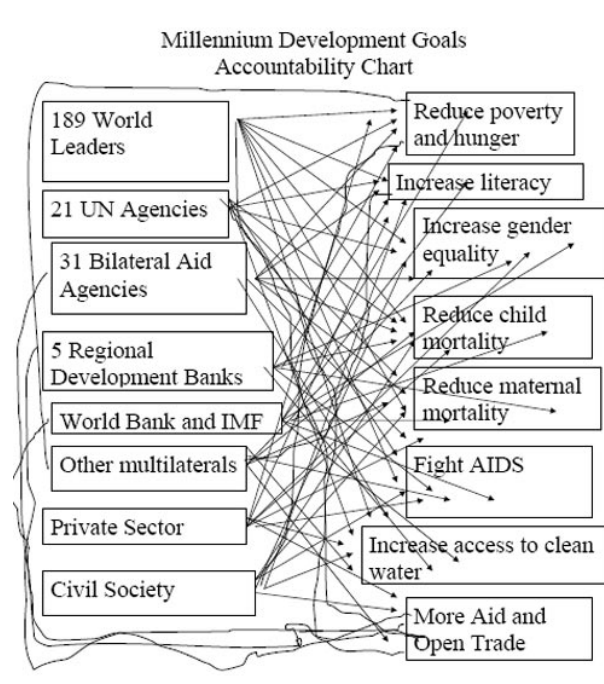 Millennium Development Goals
Accountability Chart
189 World
Leaders
21 UN Agencies
31 Bilateral Aid
Agencies
5 Regional
Development Banks
World Bank and IMF
Other multilaterals
Private Sector
Civil Society
Reduce poverty
and hunger
Increase literacy
Increase gender
equality
Reduce child
mortality
Reduce maternal
mortality
Fight AIDS
Increase access to clean
water
More Aid and
Open Trade